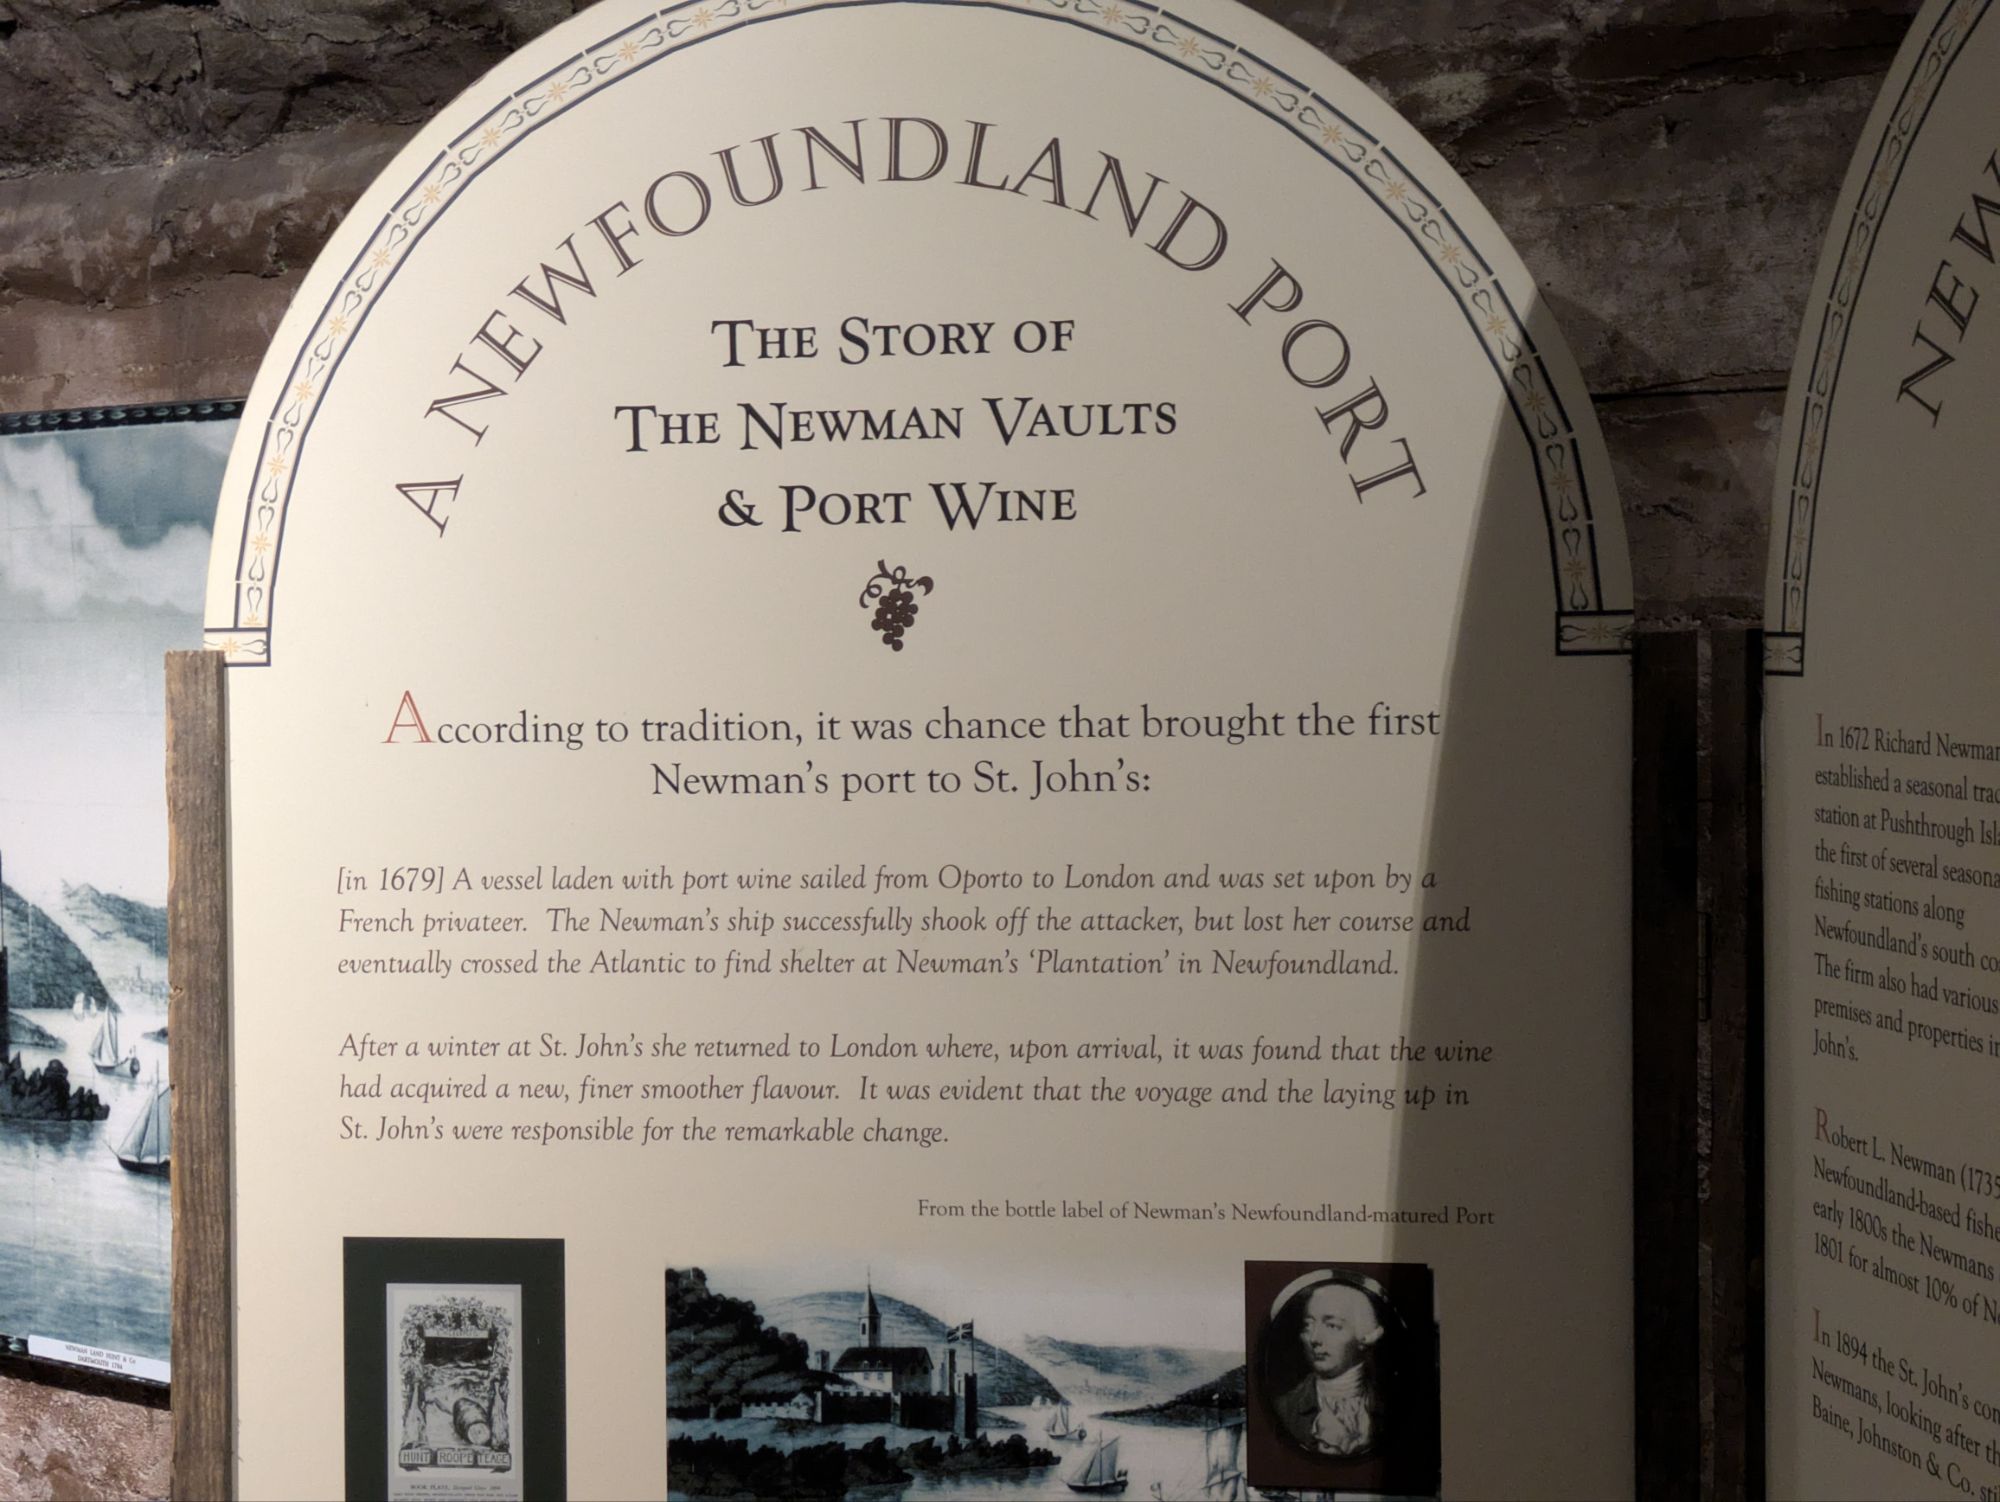 A NEWFOUNDLAND PORT
THE STORY OF
THE NEWMAN VAULTS
& PORT WINE
According to tradition, it was chance that brought the first
Newman's port to St. John's:
[in 1679] A vessel laden with port wine sailed from Oporto to London and was set upon by a
French privateer. The Newman's ship successfully shook off the attacker, but lost her course and
eventually crossed the Atlantic to find shelter at Newman's 'Plantation' in Newfoundland.
After a winter at St. John's she returned to London where, upon arrival, it was found that the wine
had acquired a new, finer smoother flavour. It was evident that the voyage and the laying up in
St. John's were responsible for the remarkable change.
From the bottle label of Newman's Newfoundland-matured Port
HUNT ROOPE TEAGE
NEWMAN LAND HUNT & Co
DARTMOUTH 1784
NEW
In 1672 Richard Newman
established a seasonal
station at Pushthrough
the first of several
fishing stations along
Newfoundland's south
The firm also had various
premises and properties
John's.
Robert L. Newman (1735
Newfoundland-based
early 1800s the Newmans
1801 for almost 10% of
In 1894 the St. John's
Newmans, looking after
Baine, Johnston & Co.